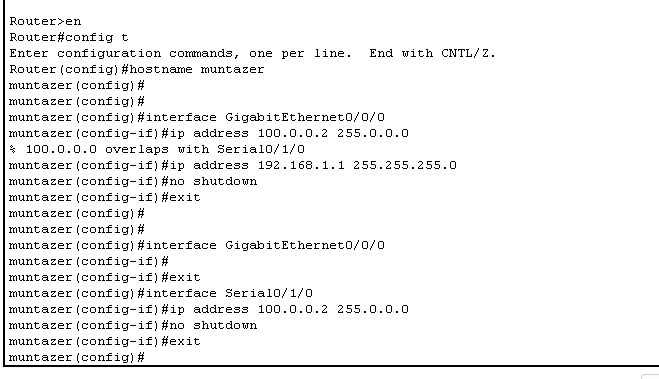 Router>en
Router#config t
Enter configuration commands, one per line.  End with CNTL/Z.
Router(config)#hostname muntazer
muntazer(config)#
muntazer(config)#
muntazer(config)#interface GigabitEthernet0/0/0
muntazer(config-if)#ip address 100.0.0.2 255.0.0.0
% 100.0.0.0 overlaps with Serial0/1/0
muntazer(config-if)#ip address 192.168.1.1 255.255.255.0
muntazer(config-if)#no shutdown
muntazer(config-if)#exit
muntazer(config)#
muntazer(config)#
muntazer(config)#interface GigabitEthernet0/0/0
muntazer(config-if)#
muntazer(config-if)#exit
muntazer(config)#interface Serial0/1/0
muntazer(config-if)#ip address 100.0.0.2 255.0.0.0
muntazer(config-if)#no shutdown
muntazer(config-if)#exit
muntazer(config)#